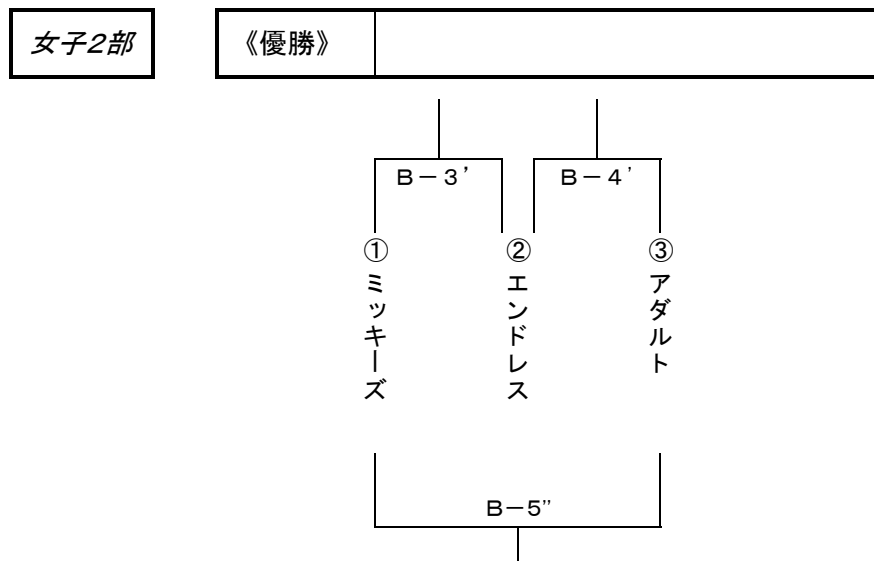 女子2部
《優勝》
B－3’
B－4'
①ミッキーズ
②エンドレス
③アダルト
B－5”